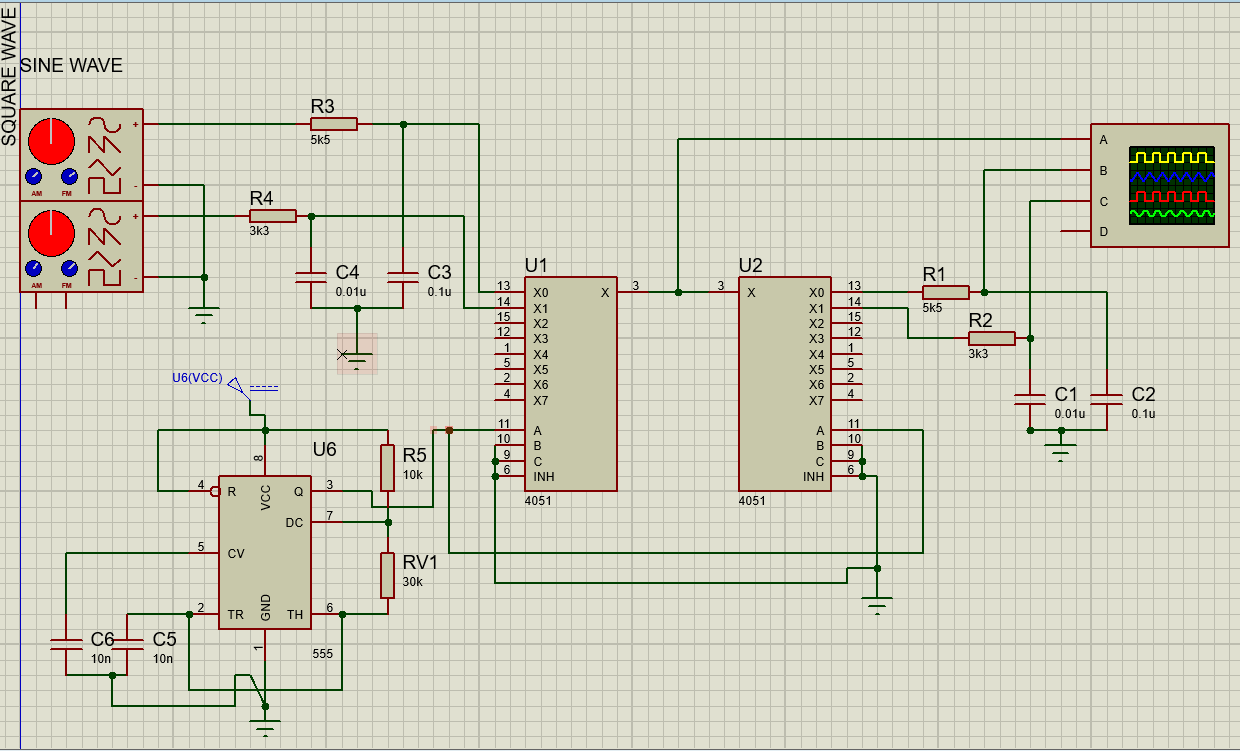 SQUARE WAVE
SINE WAVE
+
-
AM FM
+
-
AM FM
R3
5k5
R4
3k3
C4
0.01u
C3
0.1u
U1
13 X0 X 3
14 X1
15 X2
12 X3
1 X4
5 X5
2 X6
4 X7
11 A
10 B
9 C
6 INH
4051
U2
3 X X0 13
X1 14
X2 15
X3 12
X4 1
X5 5
X6 2
X7 4
A 11
B 10
C 9
INH 6
4051
R1
5k5
R2
3k3
C1
0.01u
C2
0.1u
A
B
C
D
U6(VCC)
U6
R5
10k
RV1
30k
8
VCC
4 R Q 3
DC 7
5 CV
2 TR TH 6
GND
1
555
C6
10n
C5
10n